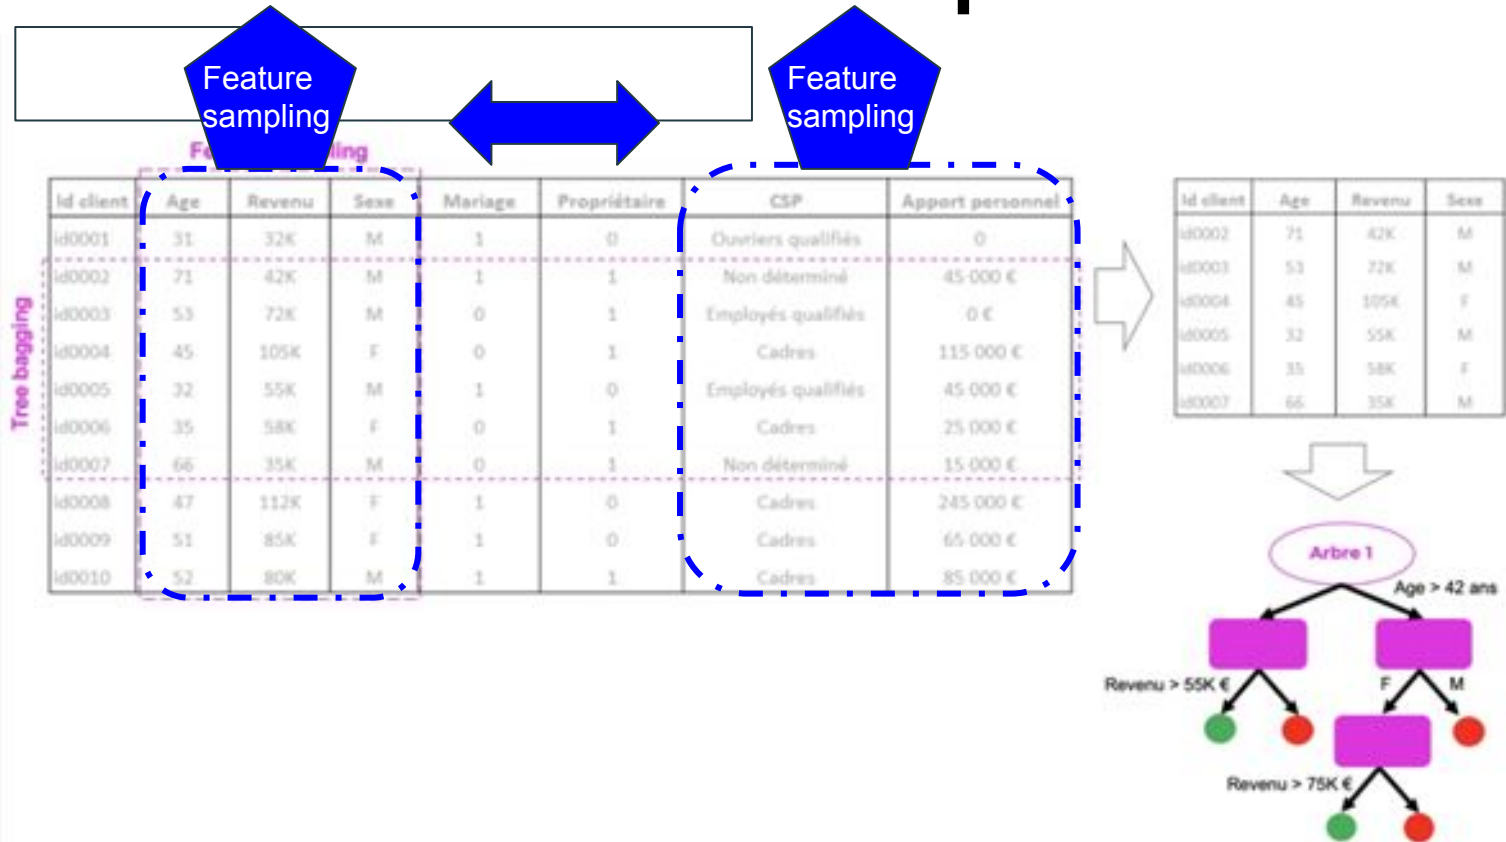 Feature
sampling
Feature
sampling
Fe ling
Id client Age Revenu Sexe Mariage Propriétaire CSP Apport personnel
id0001 31 32K M 1 0 Ouvriers qualifiés 0
id0002 71 42K M 1 1 Non déterminé 45 000 €
id0003 53 72K M 0 1 Employés qualifiés 0 €
id0004 45 105K F 0 1 Cadres 115 000 €
id0005 32 55K M 1 0 Employés qualifiés 45 000 €
id0006 35 58K F 0 1 Cadres 25 000 €
id0007 66 35K M 0 1 Non déterminé 15 000 €
id0008 47 112K F 1 0 Cadres 245 000 €
id0009 51 85K F 1 0 Cadres 65 000 €
id0010 52 80K M 1 1 Cadres 85 000 €
Tree bagging
Id client Age Revenu Sexe
id0002 71 42K M
id0003 53 72K M
id0004 45 105K F
id0005 32 55K M
id0006 35 58K F
id0007 66 35K M
Arbre 1
Age > 42 ans
Revenu > 55K €
F M
Revenu > 75K €